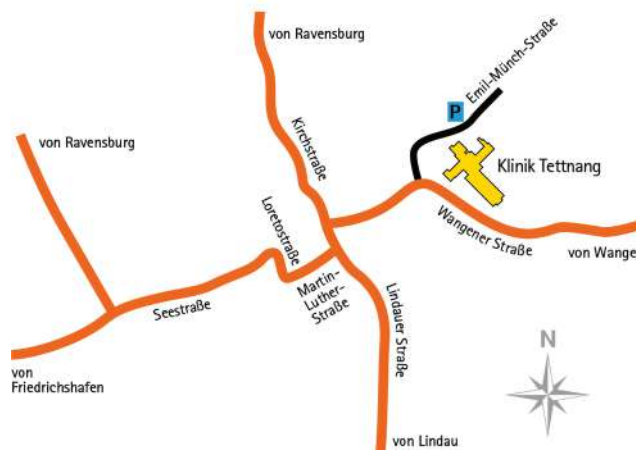 von Ravensburg
Emil-Münch-Straße
P
von Ravensburg
Kirchstraße
Klinik Tettnang
Loretostraße
Wangener Straße
von Wange
Seestraße
Martin-
Luther-
Straße
Lindauer Straße
N
von
Friedrichshafen
von Lindau